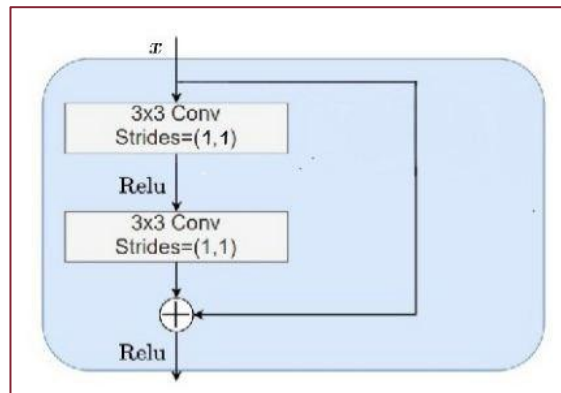 x
3x3 Conv
Strides=(1,1)
Relu
3x3 Conv
Strides=(1,1)
Relu